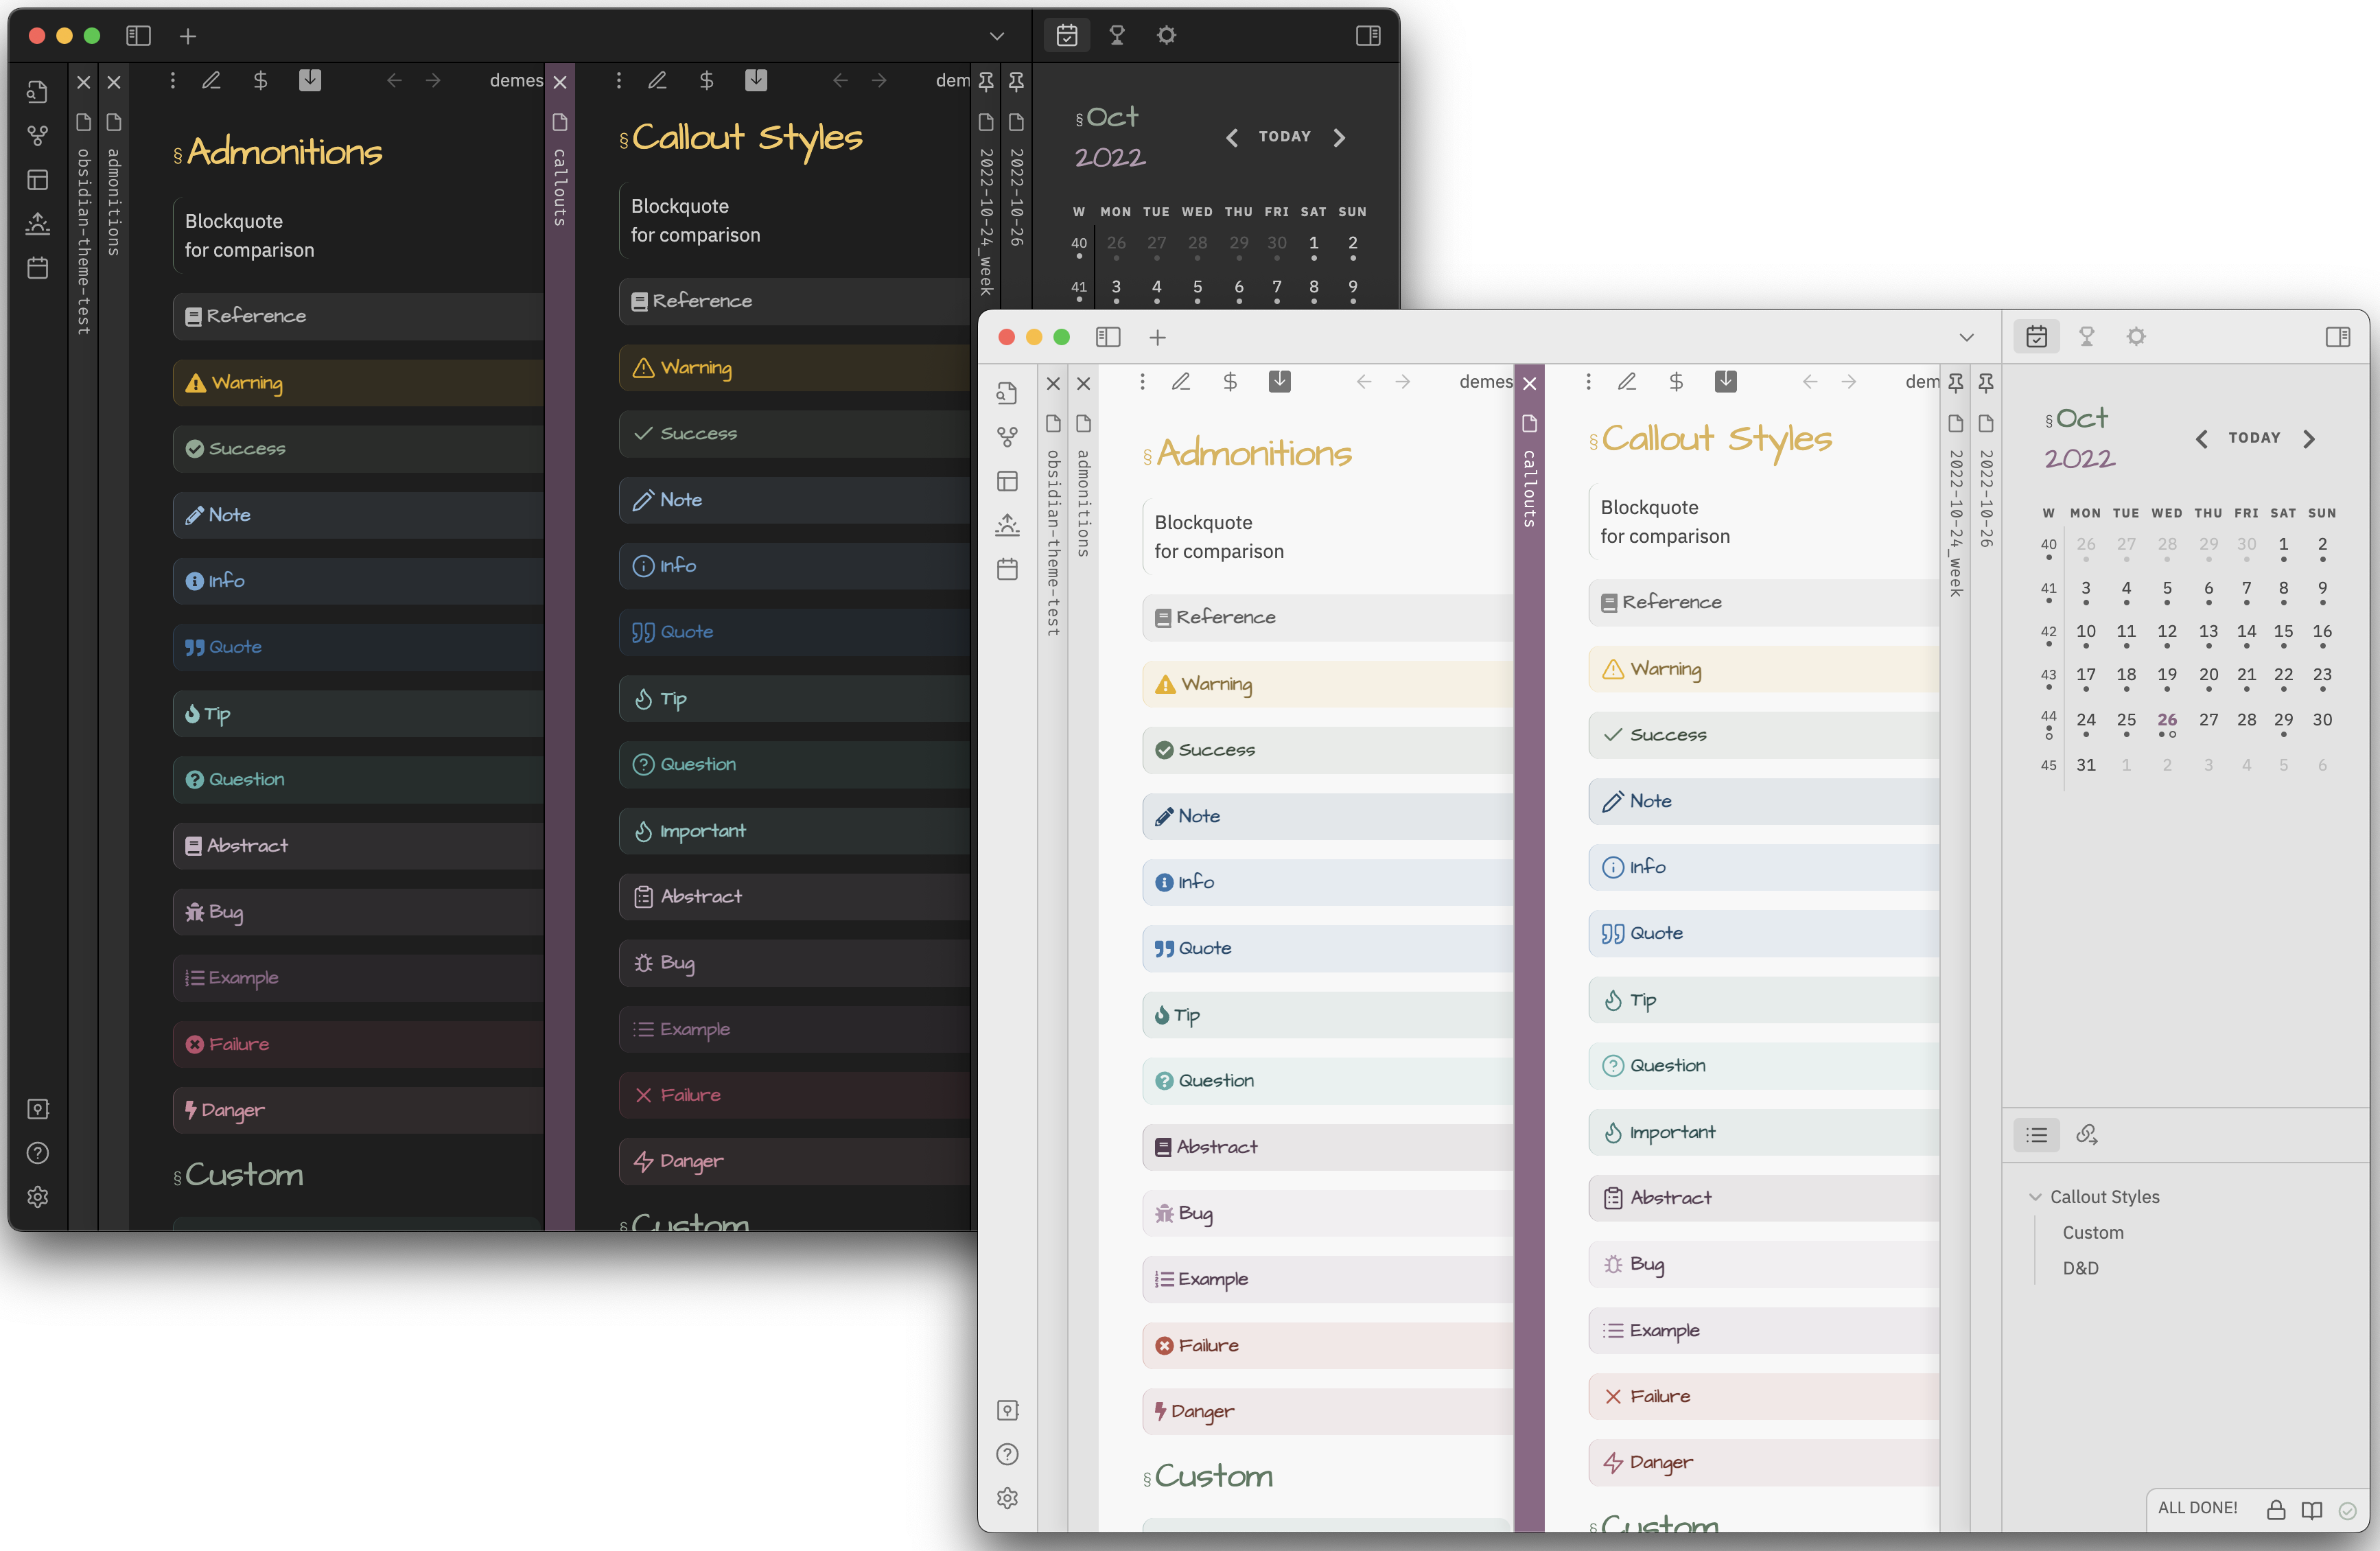 demes
dem
obsidian-theme-test
admonitions
§Admonitions
Blockquote
for comparison
Reference
Warning
Success
Note
Info
Quote
Tip
Question
Abstract
Bug
Example
Failure
Danger
§Custom
callouts
§Callout Styles
Blockquote
for comparison
Reference
Warning
Success
Note
Info
Quote
Tip
Question
Important
Abstract
Bug
Example
Failure
Danger
§Custom
2022-10-24_week
2022-10-26
§Oct
2022
TODAY
W MON TUE WED THU FRI SAT SUN
40 26 27 28 29 30 1 2
41 3 4 5 6 7 8 9
demes
dem
obsidian-theme-test
admonitions
§Admonitions
Blockquote
for comparison
Reference
Warning
Success
Note
Info
Quote
Tip
Question
Abstract
Bug
Example
Failure
Danger
§Custom
callouts
§Callout Styles
Blockquote
for comparison
Reference
Warning
Success
Note
Info
Quote
Tip
Question
Important
Abstract
Bug
Example
Failure
Danger
§Custom
2022-10-24_week
2022-10-26
§Oct
2022
TODAY
W MON TUE WED THU FRI SAT SUN
40 26 27 28 29 30 1 2
41 3 4 5 6 7 8 9
42 10 11 12 13 14 15 16
43 17 18 19 20 21 22 23
44 24 25 26 27 28 29 30
45 31 1 2 3 4 5 6
Callout Styles
Custom
D&D
ALL DONE!